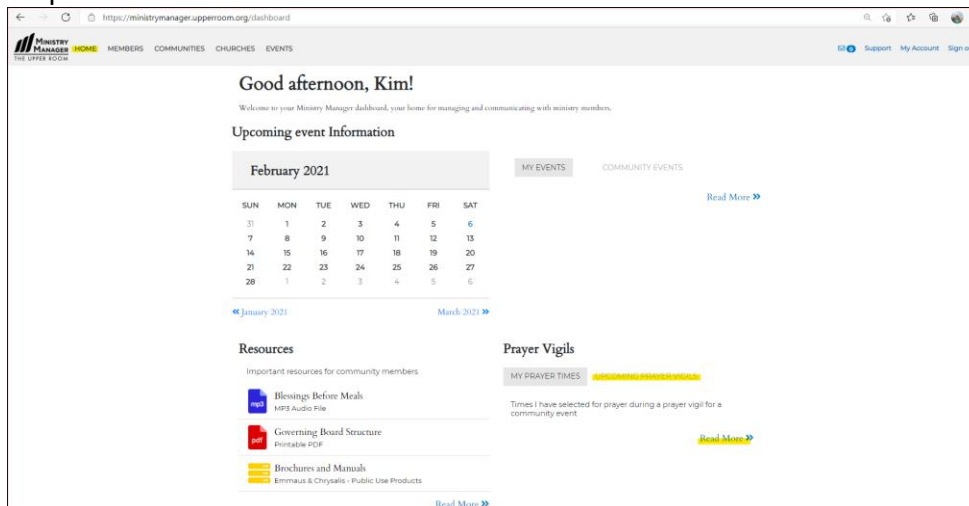 https://ministrymanager.upperroom.org/dashboard
MINISTRY
MANAGER
THE UPPER ROOM
HOME MEMBERS COMMUNITIES CHURCHES EVENTS
0 Support My Account Sign o
Good afternoon, Kim!
Welcome to your Ministry Manager dashboard, your home for managing and communicating with ministry members.
Upcoming event Information
February 2021
SUN MON TUE WED THU FRI SAT
31 1 2 3 4 5 6
7 8 9 10 11 12 13
14 15 16 17 18 19 20
21 22 23 24 25 26 27
28 1 2 3 4 5 6
« January 2021 March 2021 »
MY EVENTS COMMUNITY EVENTS
Read More »
Resources
Important resources for community members
mp3 Blessings Before Meals
MP3 Audio File
pdf Governing Board Structure
Printable PDF
Brochures and Manuals
Emmaus & Chrysalis - Public Use Products
Read More »
Prayer Vigils
MY PRAYER TIMES UPCOMING PRAYER VIGILS
Times I have selected for prayer during a prayer vigil for a
community event
Read More »